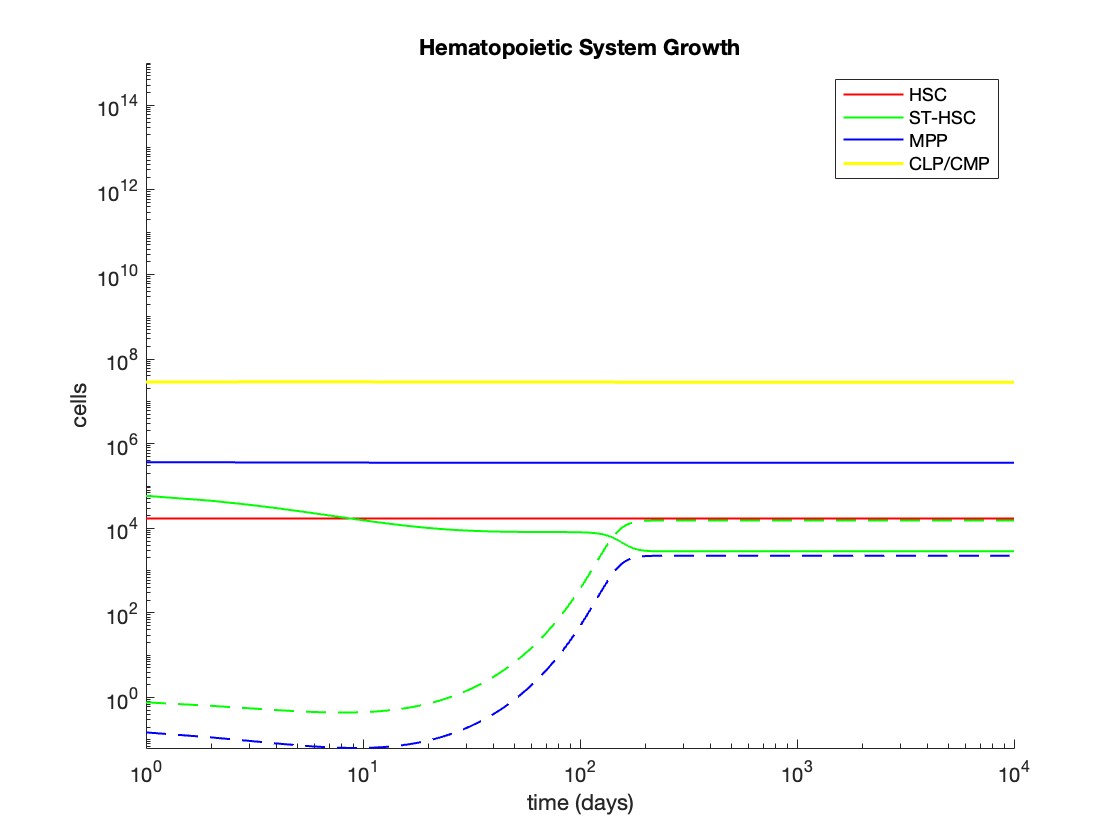 Hematopoietic System Growth
HSC
ST-HSC
MPP
CLP/CMP
10^14
10^12
10^10
10^8
10^6
10^4
10^2
10^0
cells
10^0 10^1 10^2 10^3 10^4
time (days)